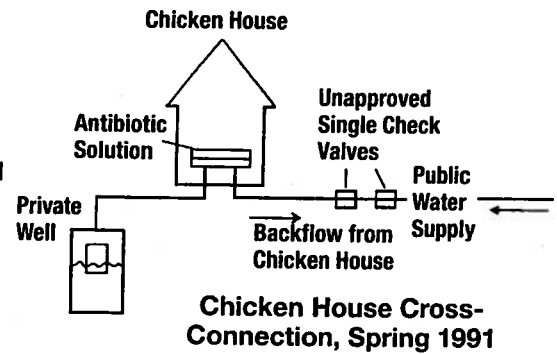 Chicken House
Antibiotic
Solution
Unapproved
Single Check
Valves
Private
Well
Public
Water
Supply
Backflow from
Chicken House
Chicken House Cross-
Connection, Spring 1991